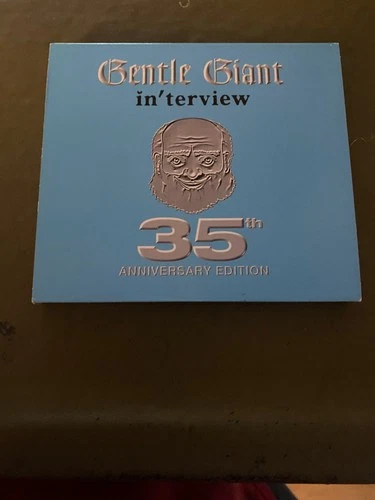 Gentle Giant
in'terview
35th
ANNIVERSARY EDITION